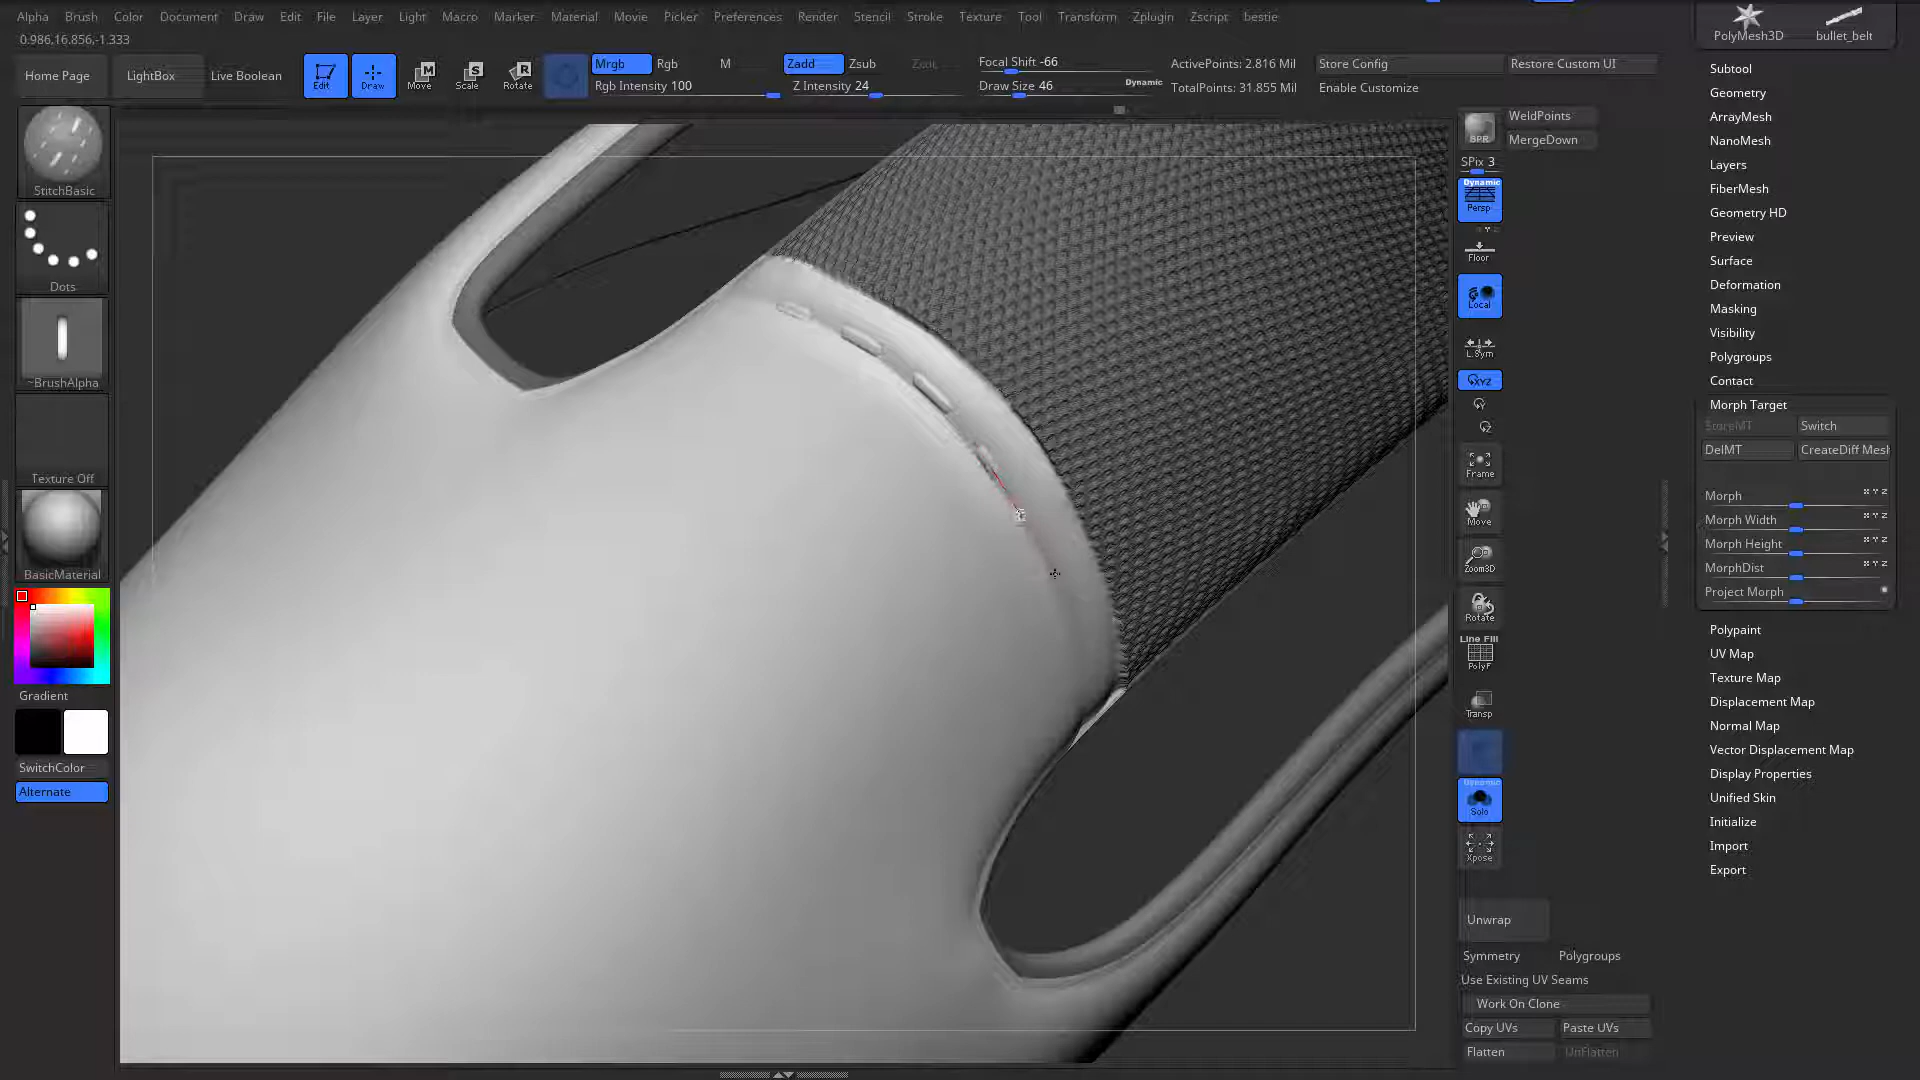 Alpha Brush Color Document Draw Edit File Layer Light Macro Marker Material Movie Picker Preferences Render Stencil Stroke Texture Tool Transform Zplugin Zscript bestie
0.986,16.856,-1.333
PolyMesh3D bullet_belt
Home Page LightBox Live Boolean
Edit Draw Move Scale Rotate
Mrgb Rgb M
Rgb Intensity 100
Zadd Zsub
Z Intensity 24
Focal Shift -66
Draw Size 46 Dynamic
ActivePoints: 2.816 Mil
TotalPoints: 31.855 Mil
Store Config Restore Custom UI
Enable Customize
StitchBasic
Dots
~BrushAlpha
Texture Off
BasicMaterial
Gradient
SwitchColor
Alternate
BPR
WeldPoints
MergeDown
SPix 3
Dynamic
Persp
Floor
Local
L.Sym
XYZ
Frame
Move
Zoom3D
Rotate
Line Fill
PolyF
Transp
Dynamic
Solo
Xpose
Unwrap
Symmetry Polygroups
Use Existing UV Seams
Work On Clone
Copy UVs Paste UVs
Flatten UnFlatten
Subtool
Geometry
ArrayMesh
NanoMesh
Layers
FiberMesh
Geometry HD
Preview
Surface
Deformation
Masking
Visibility
Polygroups
Contact
Morph Target
StoreMT Switch
DelMT CreateDiff Mesh
Morph X Y Z
Morph Width X Y Z
Morph Height X Y Z
MorphDist X Y Z
Project Morph
Polypaint
UV Map
Texture Map
Displacement Map
Normal Map
Vector Displacement Map
Display Properties
Unified Skin
Initialize
Import
Export